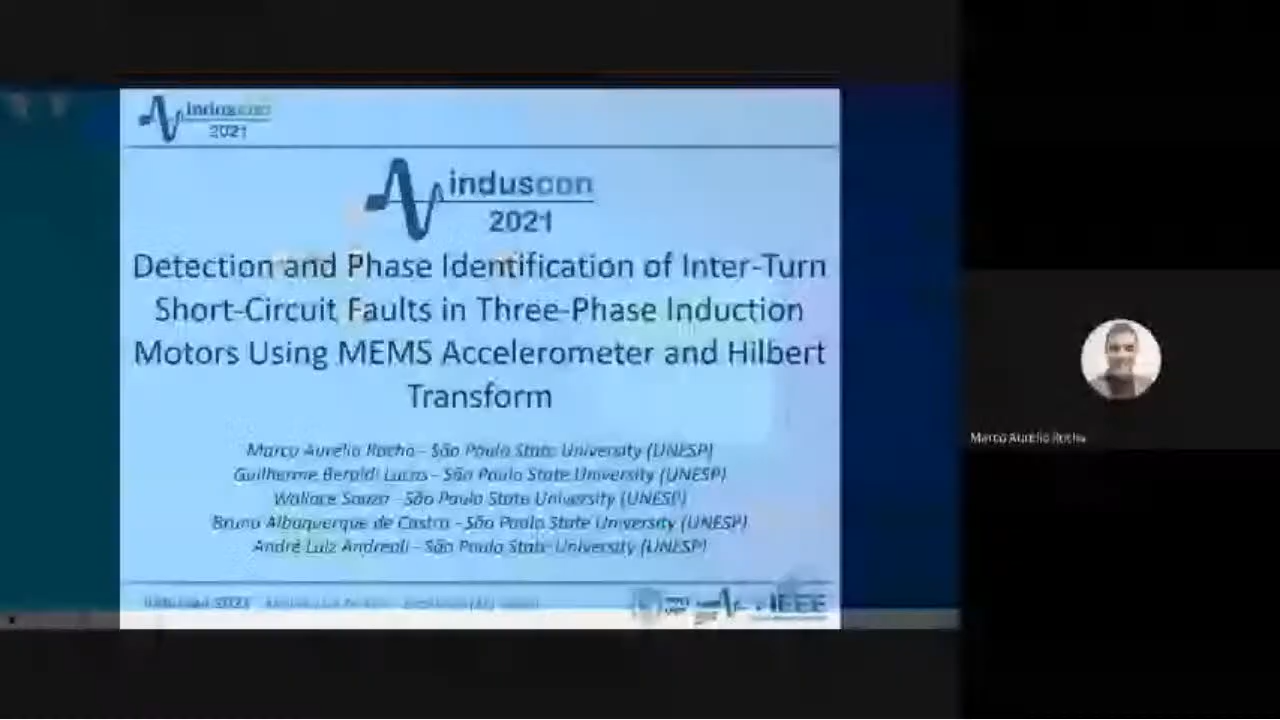 induscon
2021
induscon
2021
Detection and Phase Identification of Inter-Turn
Short-Circuit Faults in Three-Phase Induction
Motors Using MEMS Accelerometer and Hilbert
Transform
Marco Aurélio Rocha - São Paulo State University (UNESP)
Guilherme Beraldi Lucas - São Paulo State University (UNESP)
Wallace Souza - São Paulo State University (UNESP)
Bruno Albuquerque de Castro - São Paulo State University (UNESP)
André Luiz Andreoli - São Paulo State University (UNESP)
2021
IEEE
Marco Aurélio Rocha